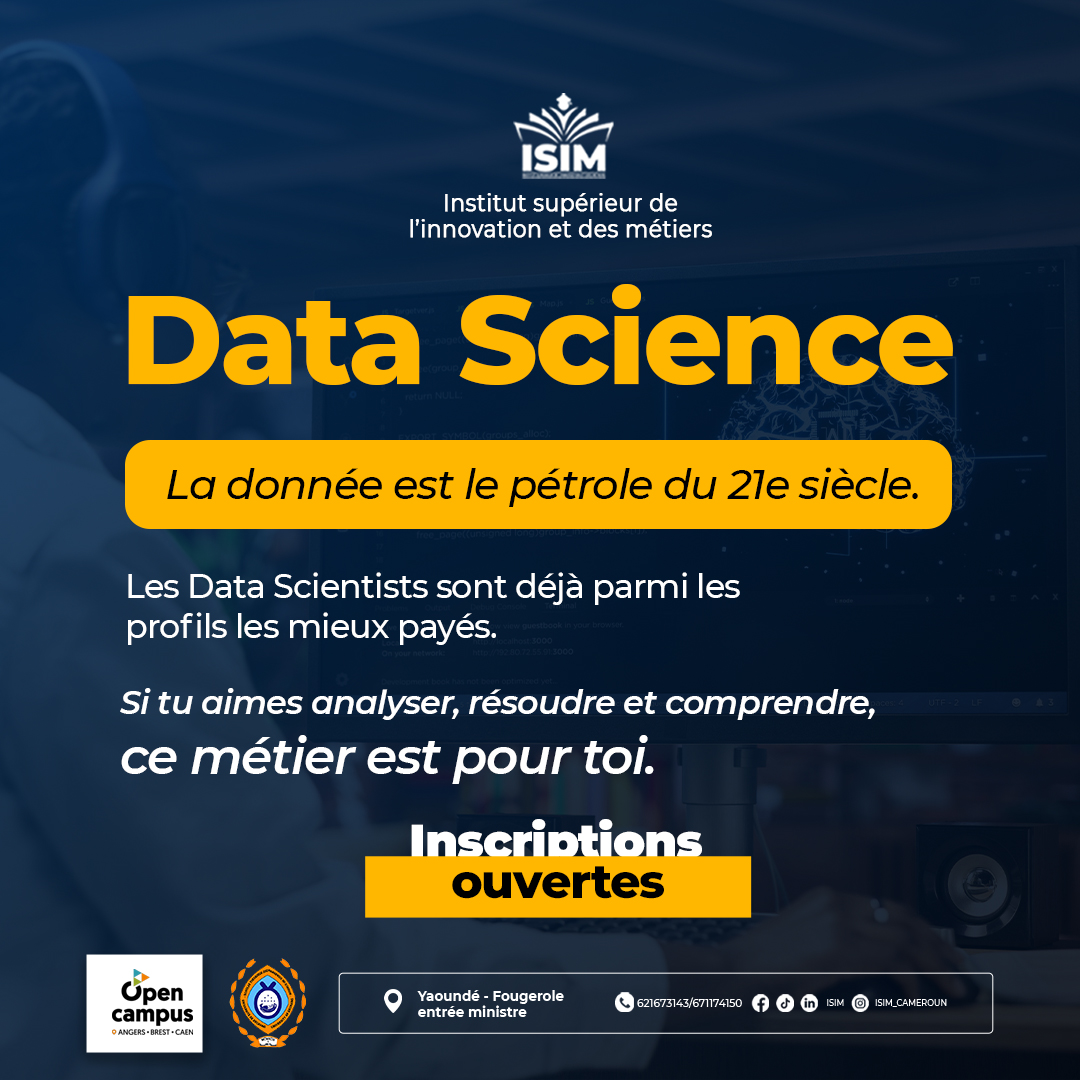 ISIM
Institut supérieur de
l’innovation et des métiers
Data Science
La donnée est le pétrole du 21e siècle.
Les Data Scientists sont déjà parmi les
profils les mieux payés.
Si tu aimes analyser, résoudre et comprendre,
ce métier est pour toi.
Inscriptions
ouvertes
Open
campus
ANGERS • BREST • CAEN
Yaoundé - Fougerole
entrée ministre
621673143/671174150
ISIM
ISIM_CAMEROUN